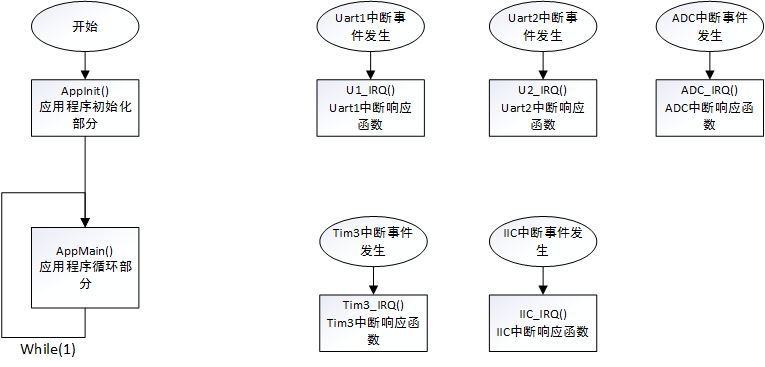 开始
AppInit()
应用程序初始化
部分
AppMain()
应用程序循环部
分
While(1)
Uart1中断事
件发生
U1_IRQ()
Uart1中断响应
函数
Uart2中断事
件发生
U2_IRQ()
Uart2中断响应
函数
ADC中断事件
发生
ADC_IRQ()
ADC中断响应函
数
Tim3中断事件
发生
Tim3_IRQ()
Tim3中断响应函
数
IIC中断事件发
生
IIC_IRQ()
IIC中断响应函数